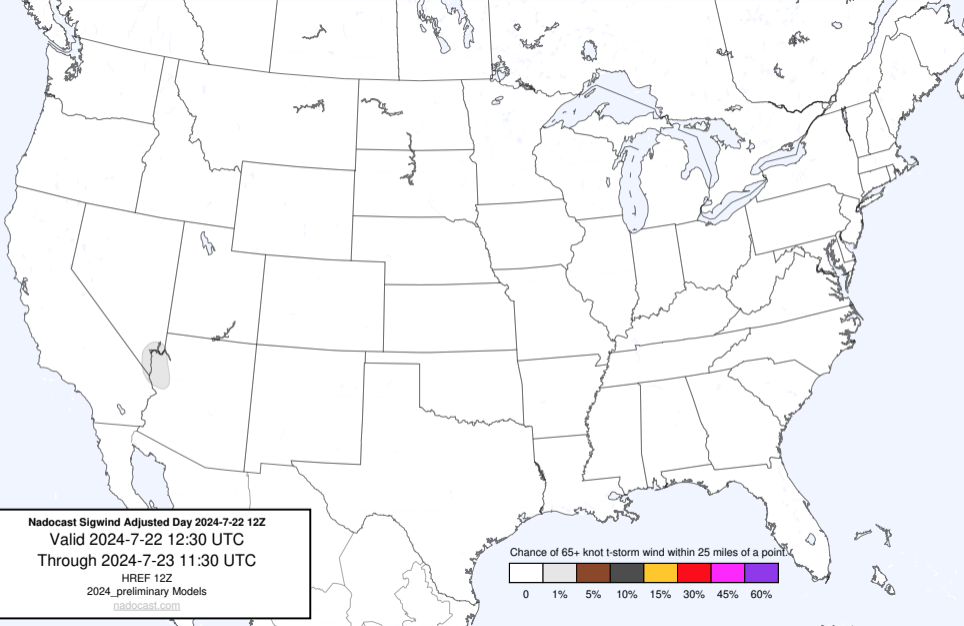 Nadocast Sigwind Adjusted Day 2024-7-22 12Z
Valid 2024-7-22 12:30 UTC
Through 2024-7-23 11:30 UTC
HREF 12Z
2024_preliminary Models
nadocast.com
Chance of 65+ knot t-storm wind within 25 miles of a point.
0 1% 5% 10% 15% 30% 45% 60%